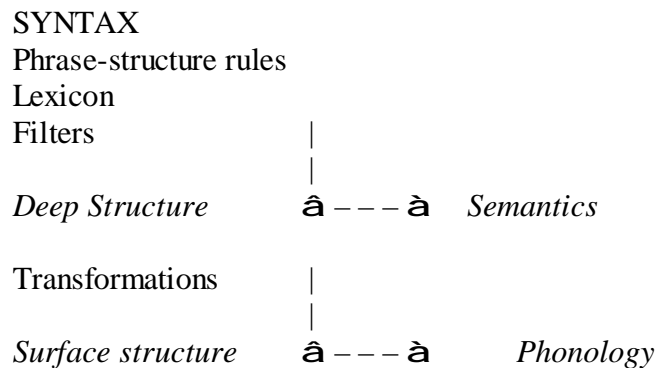 SYNTAX
Phrase-structure rules
Lexicon
Filters |
|
Deep Structure â – – – à Semantics
Transformations |
|
Surface structure â – – – à Phonology